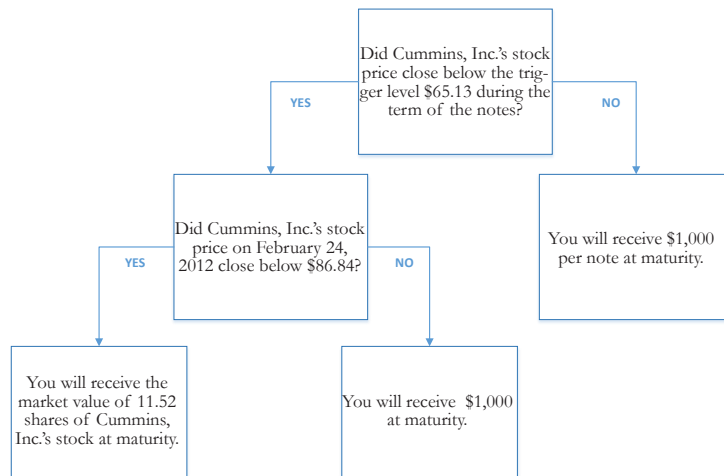 Did Cummins, Inc.'s stock
price close below the trig-
ger level $65.13 during the
term of the notes?
YES
NO
Did Cummins, Inc.'s stock
price on February 24,
2012 close below $86.84?
You will receive $1,000
per note at maturity.
YES
NO
You will receive the
market value of 11.52
shares of Cummins,
Inc.'s stock at maturity.
You will receive $1,000
at maturity.